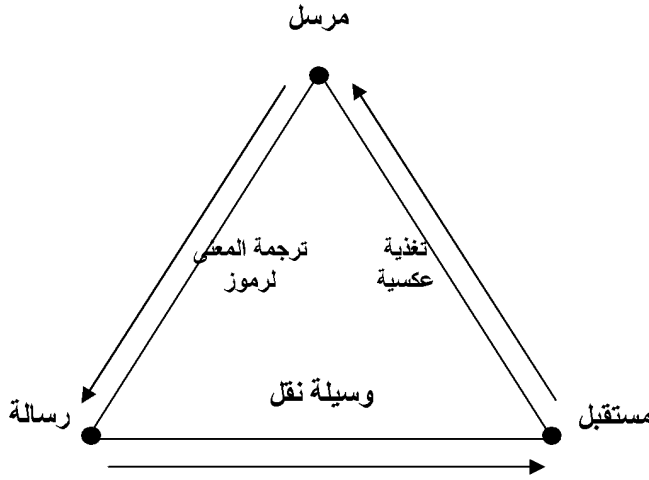 مرسل
ترجمة المعنى
لرموز
تغذية
عكسية
وسيلة نقل
مستقبل
رسالة